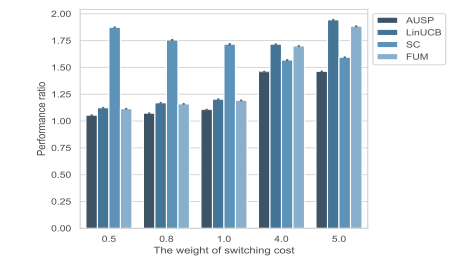 2.00
1.75
1.50
1.25
1.00
0.75
0.50
0.25
0.00
Performance ratio
0.5 0.8 1.0 4.0 5.0
The weight of switching cost
AUSP
LinUCB
SC
FUM